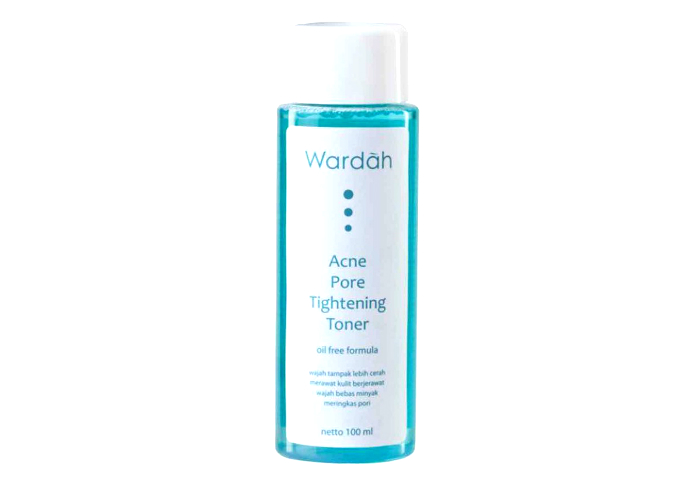 Wardah
Acne
Pore
Tightening
Toner
oil free formula
wajah tampak lebih cerah
merawat kulit berjerawat
wajah bebas minyak
meringkas pori
netto 100 ml